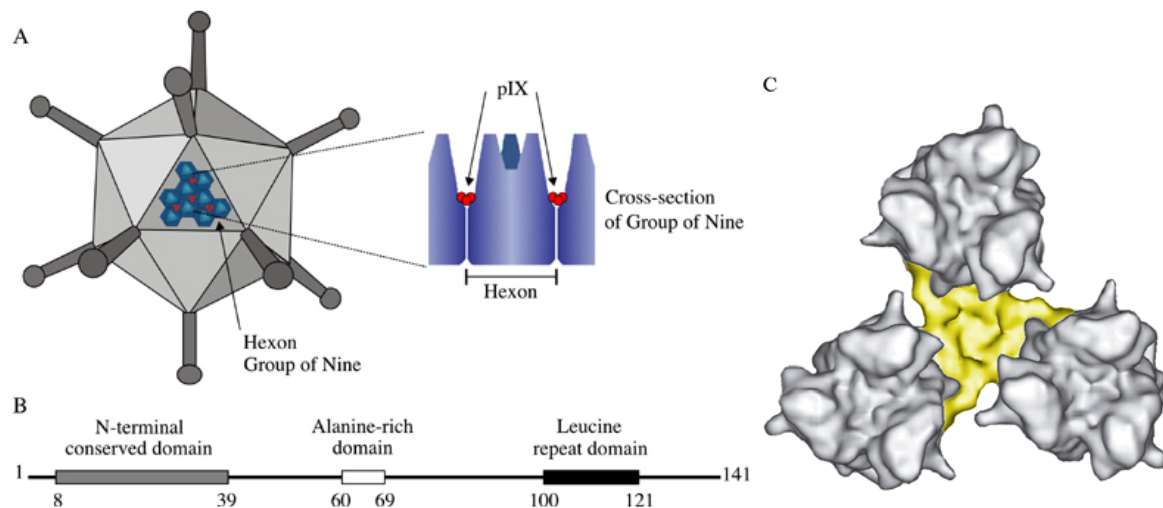 A
pIX
C
Cross-section
of Group of Nine
Hexon
Hexon
Group of Nine
B
N-terminal
conserved domain
Alanine-rich
domain
Leucine
repeat domain
1
141
8
39
60
69
100
121